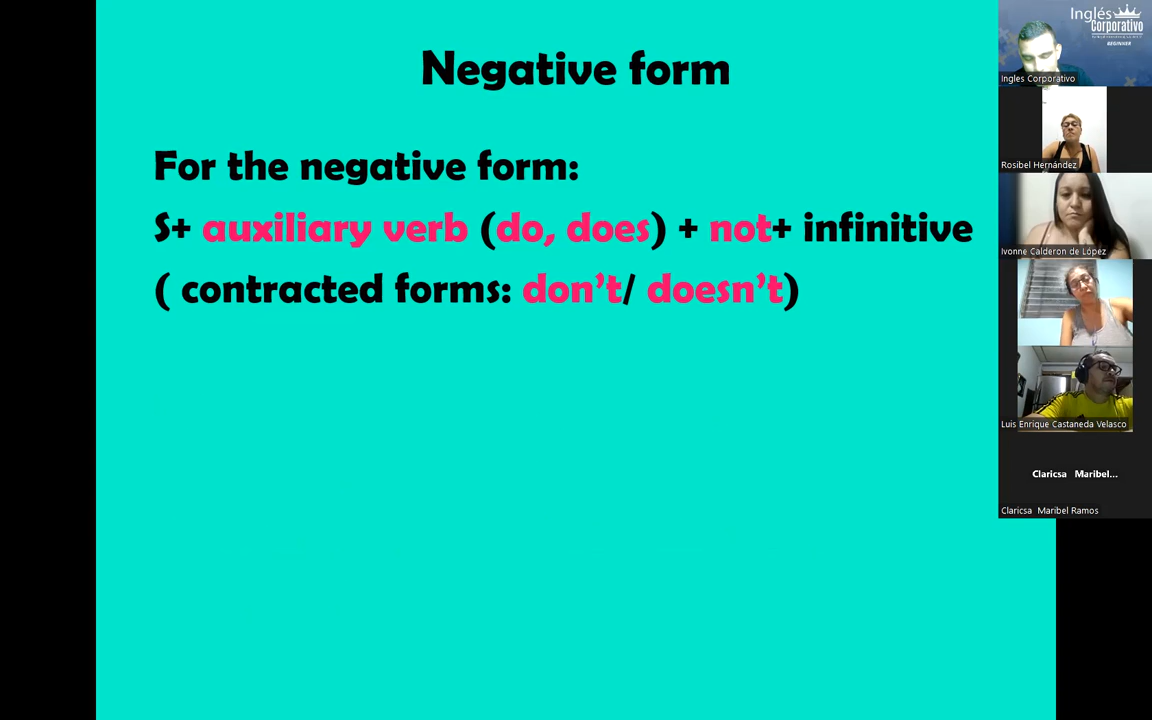 Negative form
For the negative form:
S+ auxiliary verb (do, does) + not+ infinitive
( contracted forms: don’t/ doesn’t)
Inglés
Corporativo
BEGINNER
Ingles Corporativo
Rosibel Hernández
Ivonne Calderon de López
Luis Enrique Castaneda Velasco
Claricsa Maribel...
Claricsa Maribel Ramos